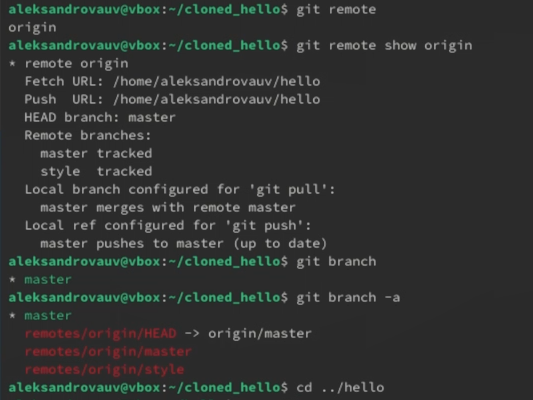 aleksandrovauv@vbox:~/cloned_hello$ git remote
origin
aleksandrovauv@vbox:~/cloned_hello$ git remote show origin
* remote origin
  Fetch URL: /home/aleksandrovauv/hello
  Push  URL: /home/aleksandrovauv/hello
  HEAD branch: master
  Remote branches:
    master tracked
    style  tracked
  Local branch configured for 'git pull':
    master merges with remote master
  Local ref configured for 'git push':
    master pushes to master (up to date)
aleksandrovauv@vbox:~/cloned_hello$ git branch
* master
aleksandrovauv@vbox:~/cloned_hello$ git branch -a
* master
  remotes/origin/HEAD -> origin/master
  remotes/origin/master
  remotes/origin/style
aleksandrovauv@vbox:~/cloned_hello$ cd ../hello